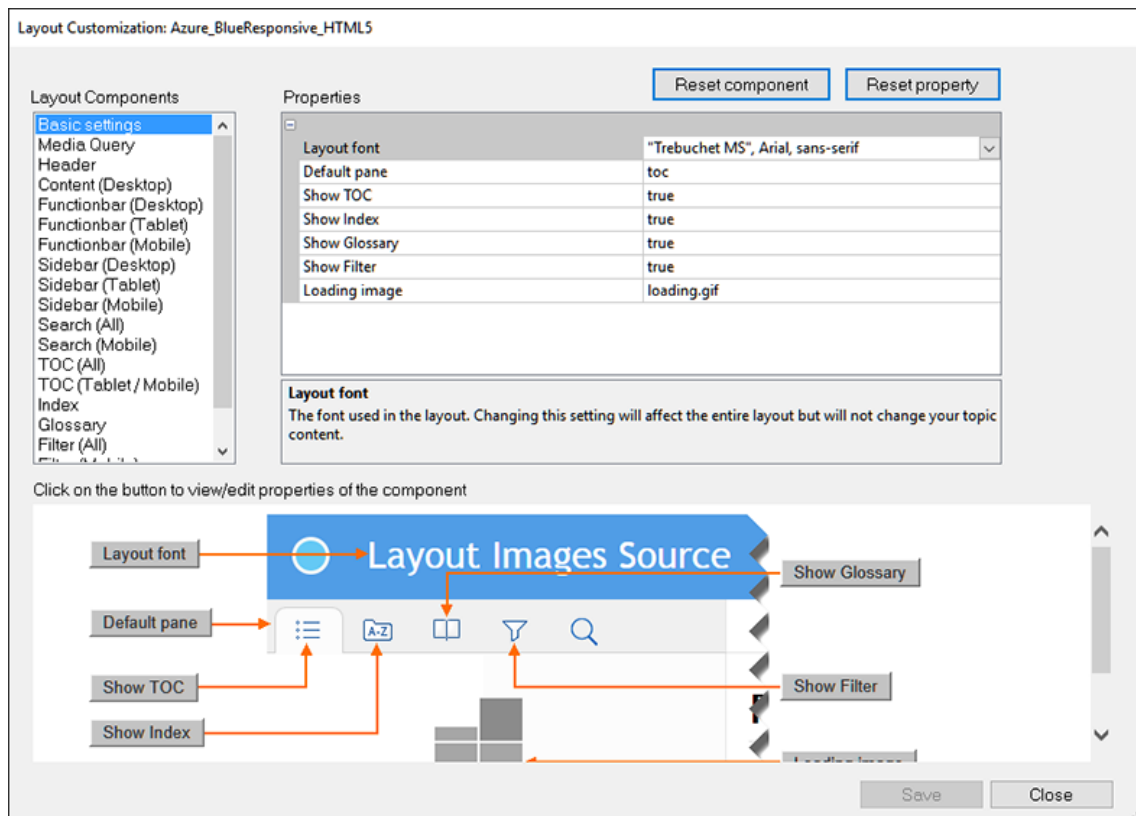 Layout Customization: Azure_BlueResponsive_HTML5
Reset component
Reset property
Layout Components
Properties
Basic settings
Media Query
Header
Content (Desktop)
Functionbar (Desktop)
Functionbar (Tablet)
Functionbar (Mobile)
Sidebar (Desktop)
Sidebar (Tablet)
Sidebar (Mobile)
Search (All)
Search (Mobile)
TOC (All)
TOC (Tablet / Mobile)
Index
Glossary
Filter (All)
Layout font "Trebuchet MS", Arial, sans-serif
Default pane toc
Show TOC true
Show Index true
Show Glossary true
Show Filter true
Loading image loading.gif
Layout font
The font used in the layout. Changing this setting will affect the entire layout but will not change your topic
content.
Click on the button to view/edit properties of the component
Layout font
Layout Images Source
Show Glossary
Default pane
A-Z
Show TOC
Show Filter
Show Index
Loading image
Save
Close